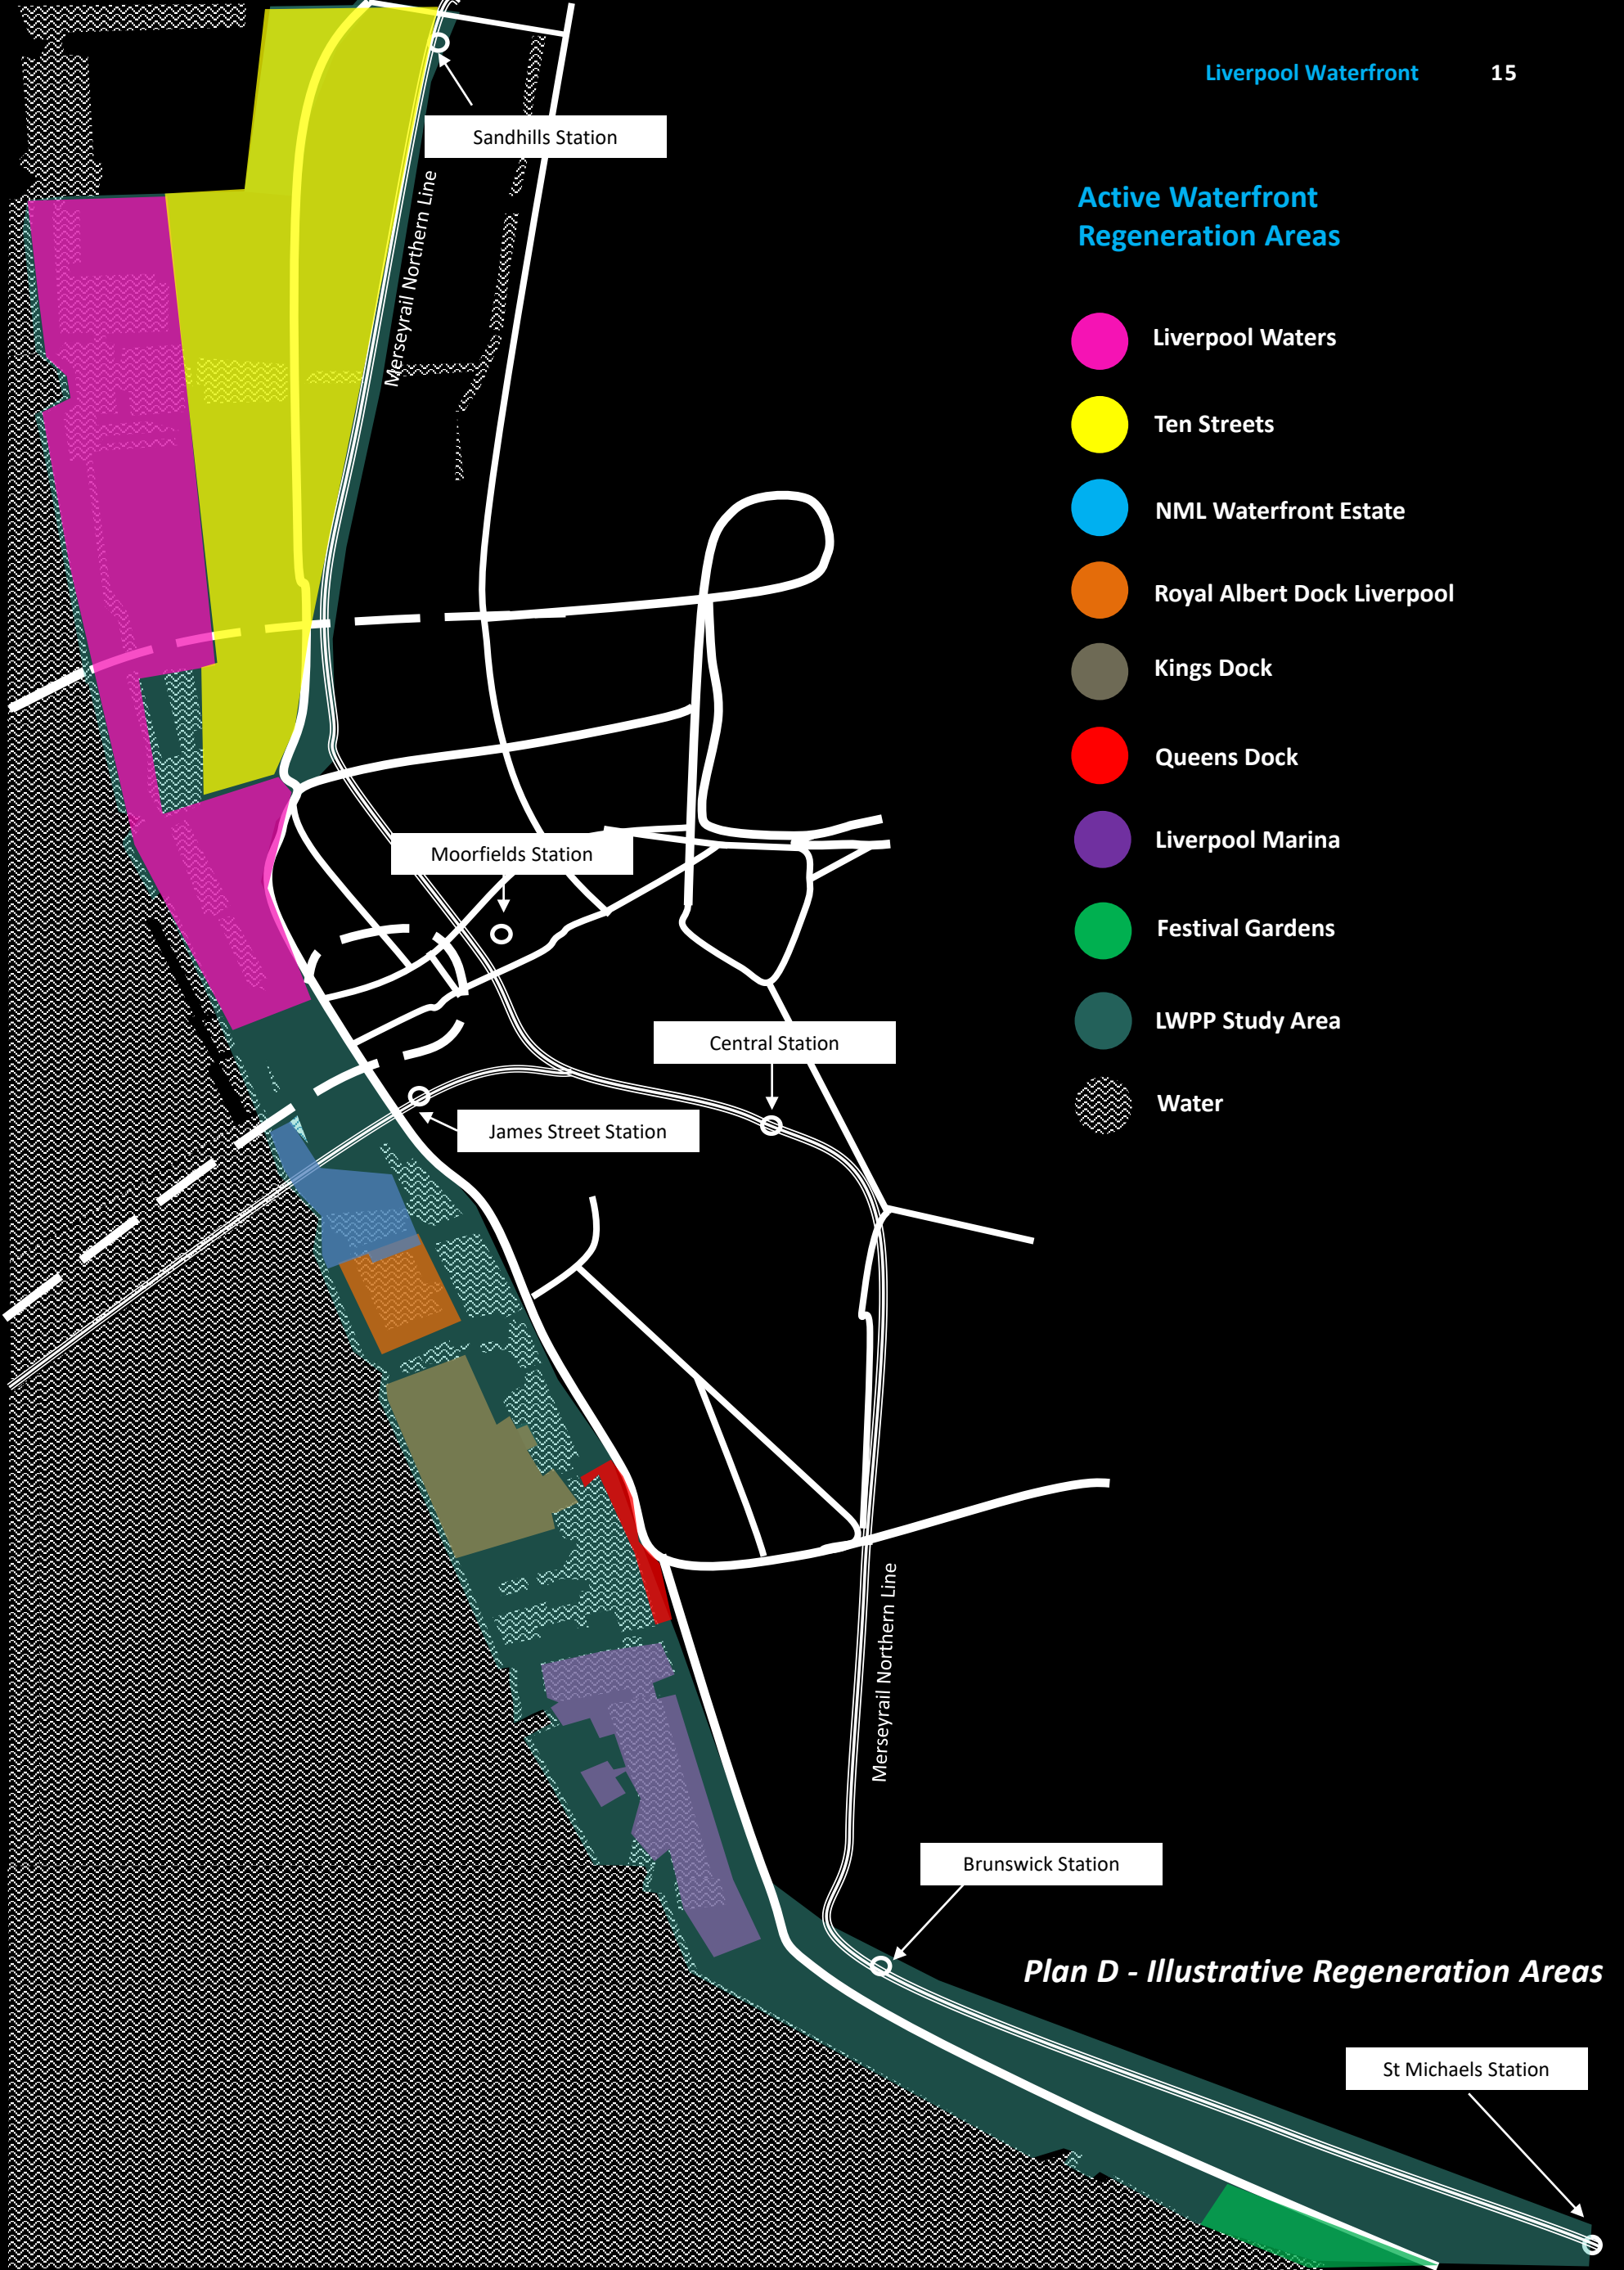 Liverpool Waterfront 15
Sandhills Station
Merseyrail Northern Line
Active Waterfront
Regeneration Areas
Liverpool Waters
Ten Streets
NML Waterfront Estate
Royal Albert Dock Liverpool
Kings Dock
Queens Dock
Liverpool Marina
Festival Gardens
LWPP Study Area
Water
Moorfields Station
Central Station
James Street Station
Merseyrail Northern Line
Brunswick Station
Plan D - Illustrative Regeneration Areas
St Michaels Station